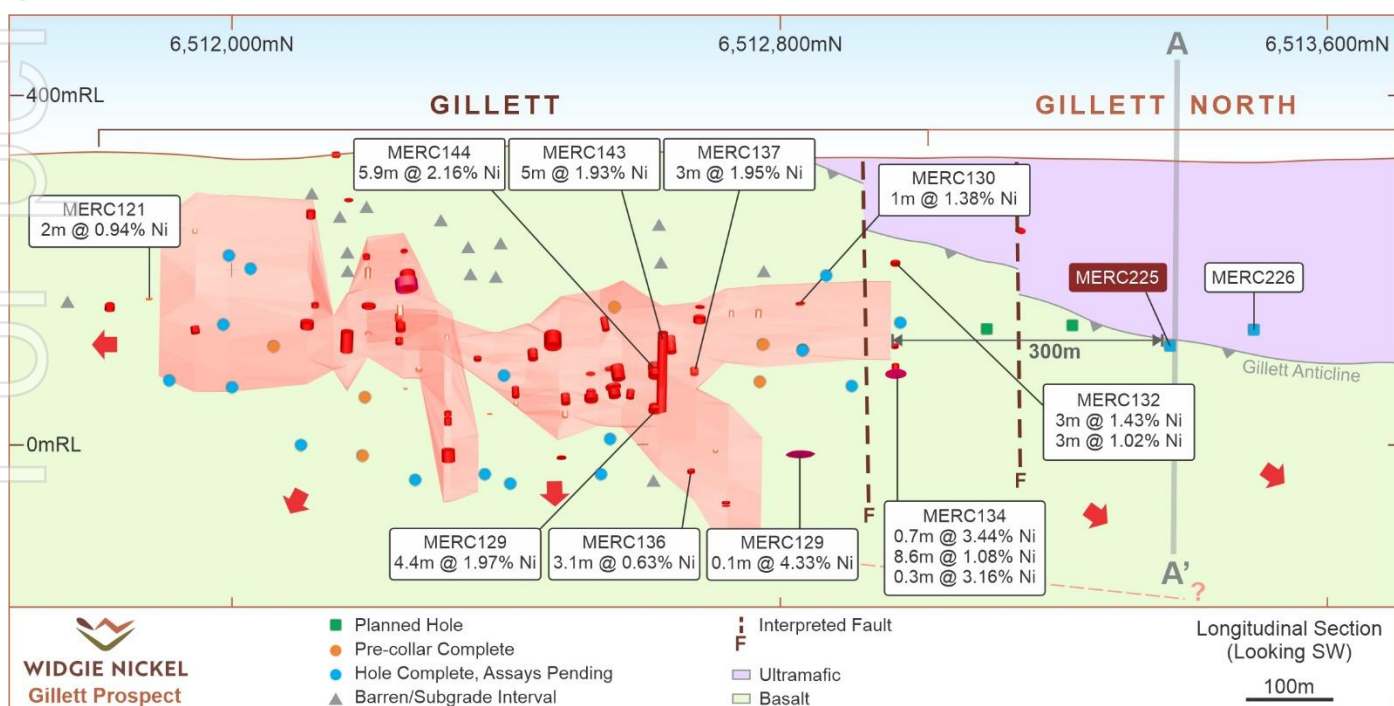 6,512,000mN
6,512,800mN
A
6,513,600mN
400mRL
GILLETT
GILLETT NORTH
MERC144
5.9m @ 2.16% Ni
MERC143
5m @ 1.93% Ni
MERC137
3m @ 1.95% Ni
MERC130
1m @ 1.38% Ni
MERC121
2m @ 0.94% Ni
MERC225
MERC226
300m
Gillett Anticline
MERC132
3m @ 1.43% Ni
3m @ 1.02% Ni
0mRL
F
F
MERC129
4.4m @ 1.97% Ni
MERC136
3.1m @ 0.63% Ni
MERC129
0.1m @ 4.33% Ni
MERC134
0.7m @ 3.44% Ni
8.6m @ 1.08% Ni
0.3m @ 3.16% Ni
A'
?
WIDGIE NICKEL
Gillett Prospect
Planned Hole
Pre-collar Complete
Hole Complete, Assays Pending
Barren/Subgrade Interval
F
Interpreted Fault
Ultramafic
Basalt
Longitudinal Section
(Looking SW)
100m